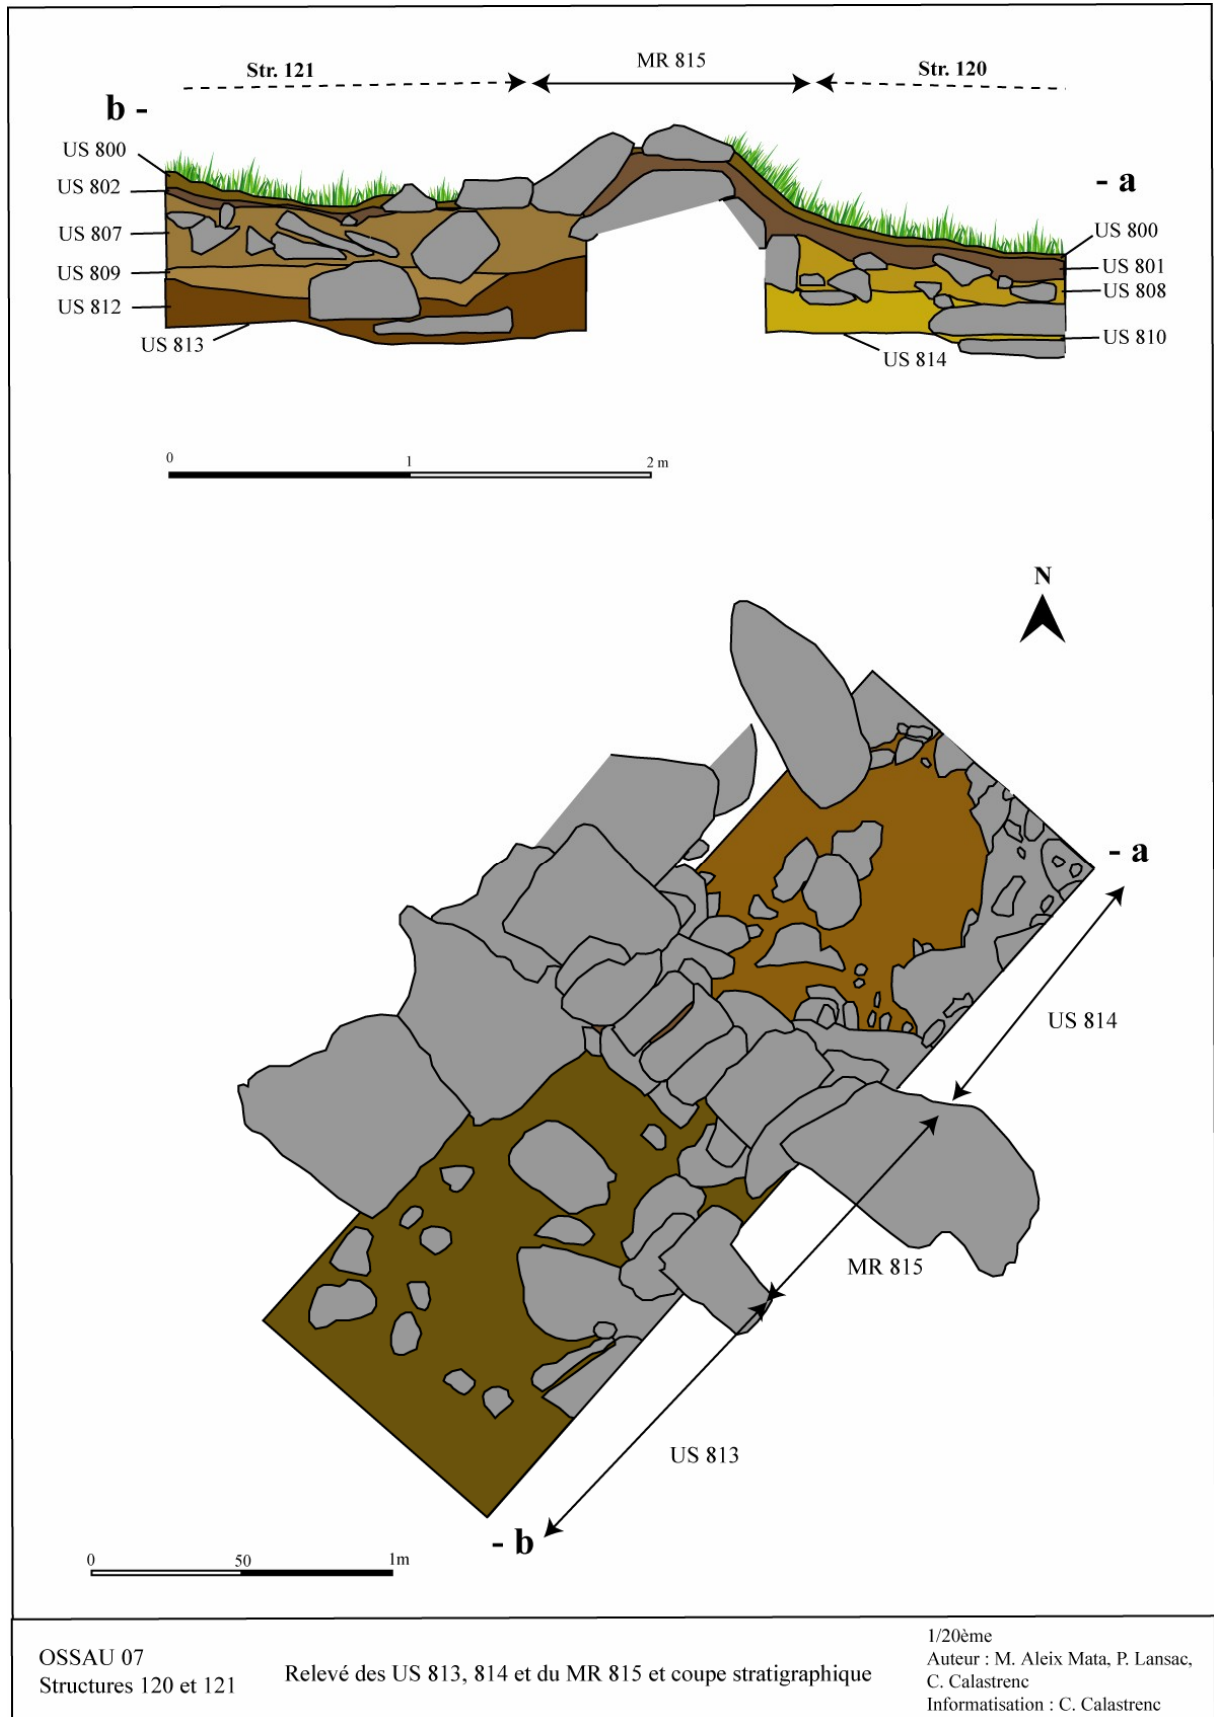 Str. 121
MR 815
Str. 120
b -
US 800
US 802
- a
US 807
US 800
US 801
US 809
US 808
US 812
US 813
US 810
US 814
0 1 2 m
N
- a
US 814
MR 815
US 813
- b
0 50 1m
OSSAU 07
Structures 120 et 121
Relevé des US 813, 814 et du MR 815 et coupe stratigraphique
1/20ème
Auteur : M. Aleix Mata, P. Lansac,
C. Calastrenc
Informatisation : C. Calastrenc